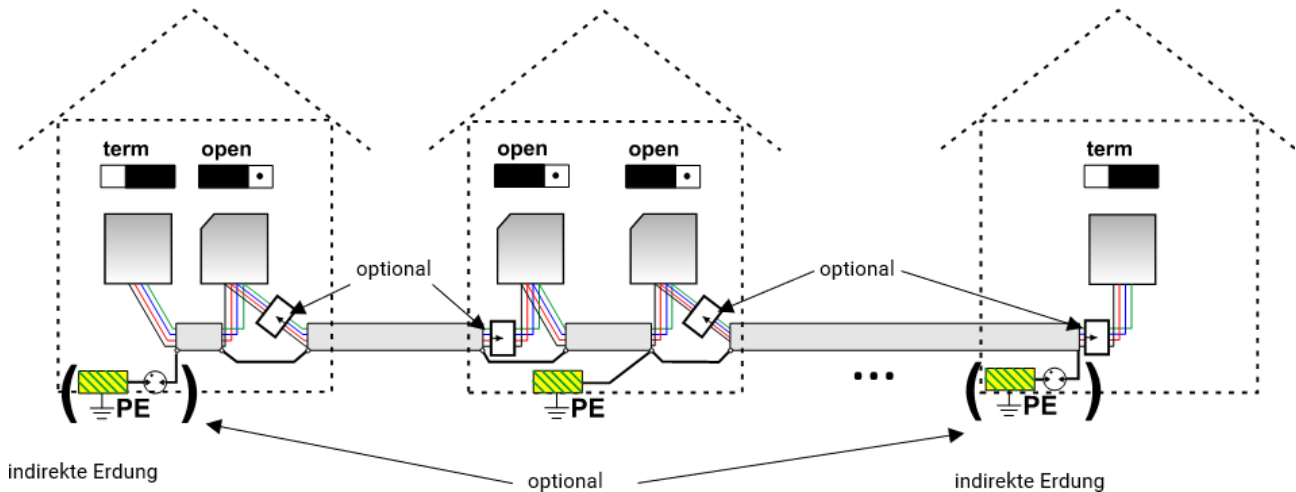 term open
open open
term
optional
optional
PE
PE
PE
indirekte Erdung
optional
indirekte Erdung